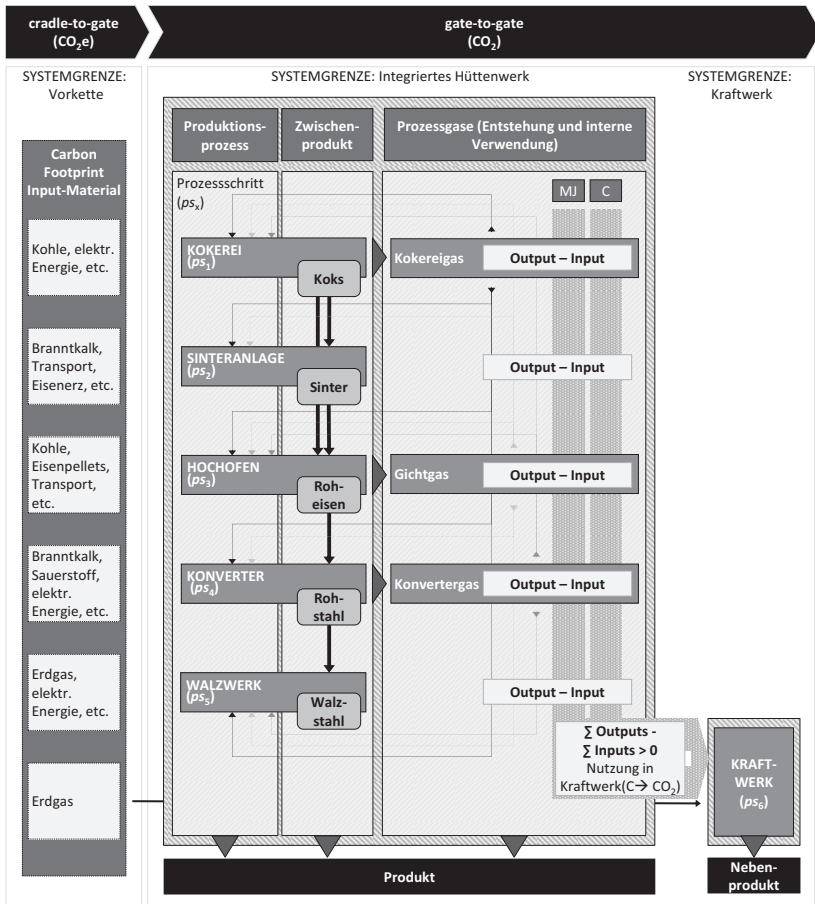 cradle-to-gate
(CO₂e)
gate-to-gate
(CO₂)
SYSTEMGRENZE:
Vorkette
SYSTEMGRENZE: Integriertes Hüttenwerk
SYSTEMGRENZE:
Kraftwerk
Carbon
Footprint
Input-Material
Kohle, elektr.
Energie, etc.
Branntkalk,
Transport,
Eisenerz, etc.
Kohle,
Eisenpellets,
Transport,
etc.
Branntkalk,
Sauerstoff,
elektr.
Energie, etc.
Erdgas,
elektr.
Energie, etc.
Erdgas
Produktions-
prozess
Zwischen-
produkt
Prozessgase (Entstehung und interne
Verwendung)
Prozessschritt
(psₓ)
MJ
C
KOKEREI
(ps₁)
Koks
Kokereigas
Output – Input
SINTERANLAGE
(ps₂)
Sinter
Output – Input
HOCHOFEN
(ps₃)
Roh-
eisen
Gichtgas
Output – Input
KONVERTER
(ps₄)
Roh-
stahl
Konvertergas
Output – Input
WALZWERK
(ps₅)
Walz-
stahl
Output – Input
∑ Outputs -
∑ Inputs > 0
Nutzung in
Kraftwerk(C→ CO₂)
KRAFT-
WERK
(ps₆)
Produkt
Neben-
produkt